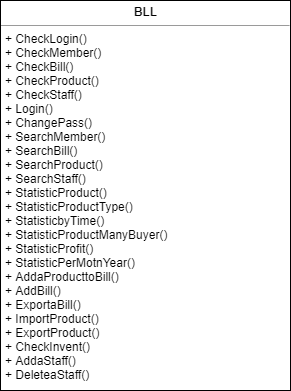 BLL
+ CheckLogin()
+ CheckMember()
+ CheckBill()
+ CheckProduct()
+ CheckStaff()
+ Login()
+ ChangePass()
+ SearchMember()
+ SearchBill()
+ SearchProduct()
+ SearchStaff()
+ StatisticProduct()
+ StatisticProductType()
+ StatisticbyTime()
+ StatisticProductManyBuyer()
+ StatisticProfit()
+ StatisticPerMotnYear()
+ AddaProducttoBill()
+ AddBill()
+ ExportaBill()
+ ImportProduct()
+ ExportProduct()
+ CheckInvent()
+ AddaStaff()
+ DeleteaStaff()